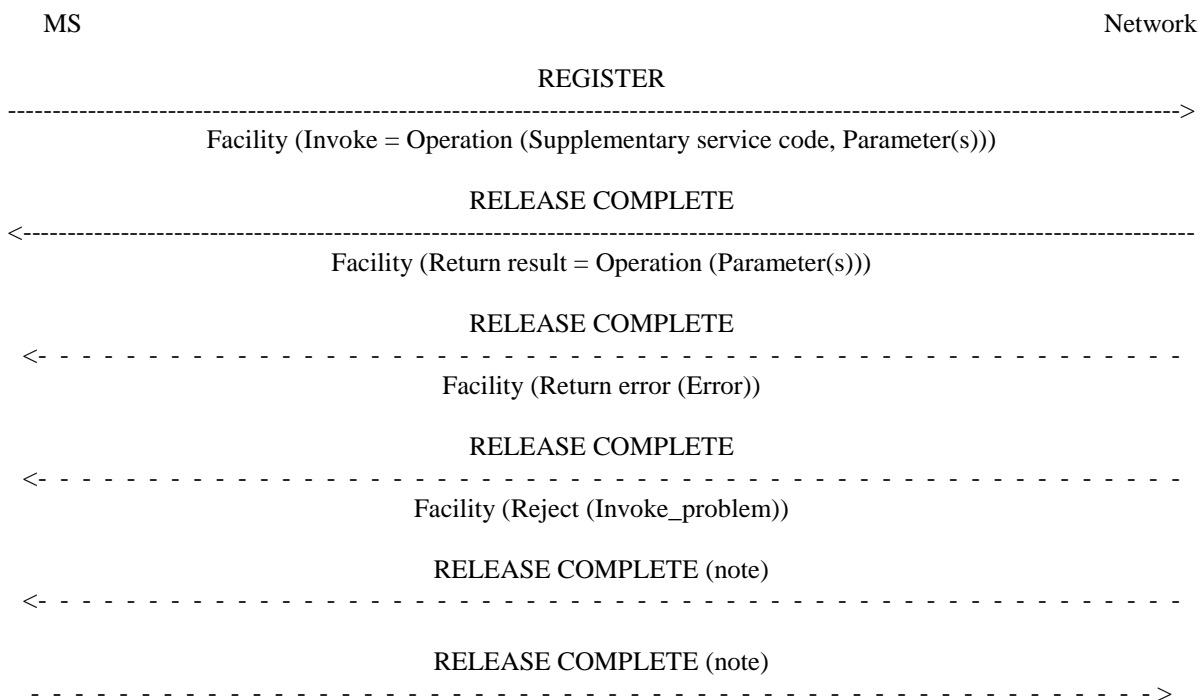 MS Network
REGISTER
Facility (Invoke = Operation (Supplementary service code, Parameter(s)))
RELEASE COMPLETE
Facility (Return result = Operation (Parameter(s)))
RELEASE COMPLETE
Facility (Return error (Error))
RELEASE COMPLETE
Facility (Reject (Invoke_problem))
RELEASE COMPLETE (note)
RELEASE COMPLETE (note)